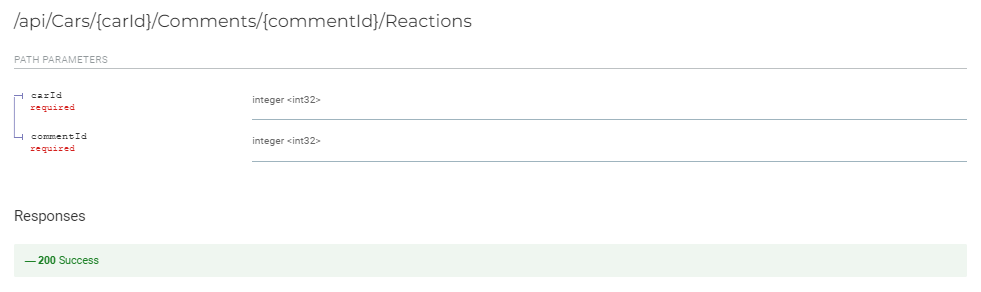 /api/Cars/{carId}/Comments/{commentId}/Reactions
PATH PARAMETERS
carId
required
integer <int32>
commentId
required
integer <int32>
Responses
— 200 Success